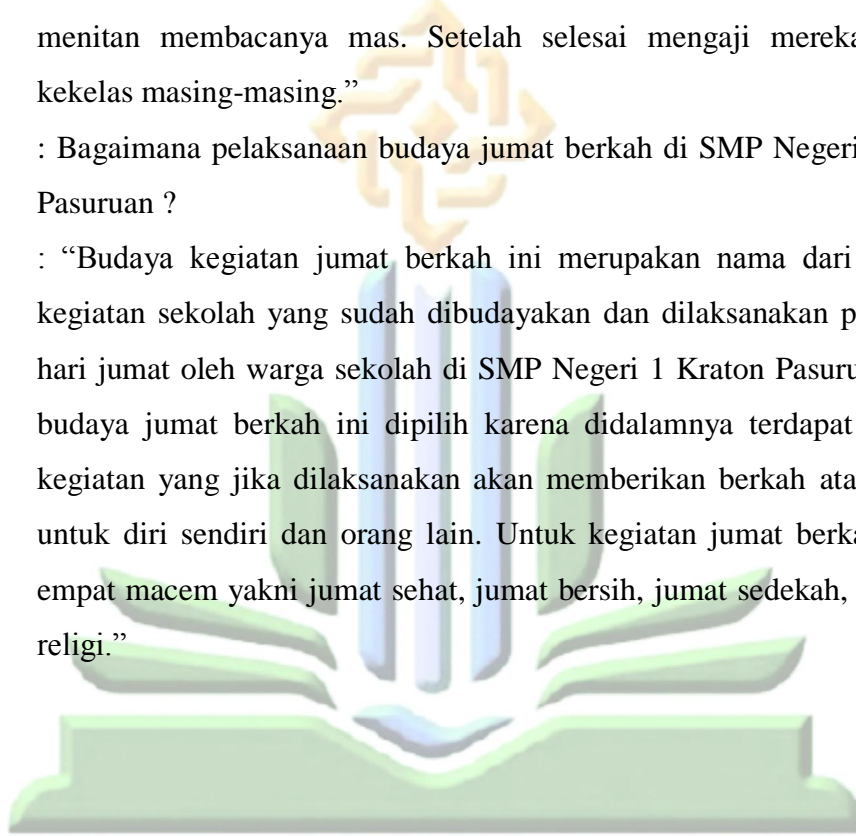 menitan membacanya mas. Setelah selesai mengaji mereka
kekelas masing-masing.”
: Bagaimana pelaksanaan budaya jumat berkah di SMP Negeri
Pasuruan ?
: “Budaya kegiatan jumat berkah ini merupakan nama dari
kegiatan sekolah yang sudah dibudayakan dan dilaksanakan p
hari jumat oleh warga sekolah di SMP Negeri 1 Kraton Pasuru
budaya jumat berkah ini dipilih karena didalamnya terdapat
kegiatan yang jika dilaksanakan akan memberikan berkah ata
untuk diri sendiri dan orang lain. Untuk kegiatan jumat berka
empat macem yakni jumat sehat, jumat bersih, jumat sedekah,
religi.”